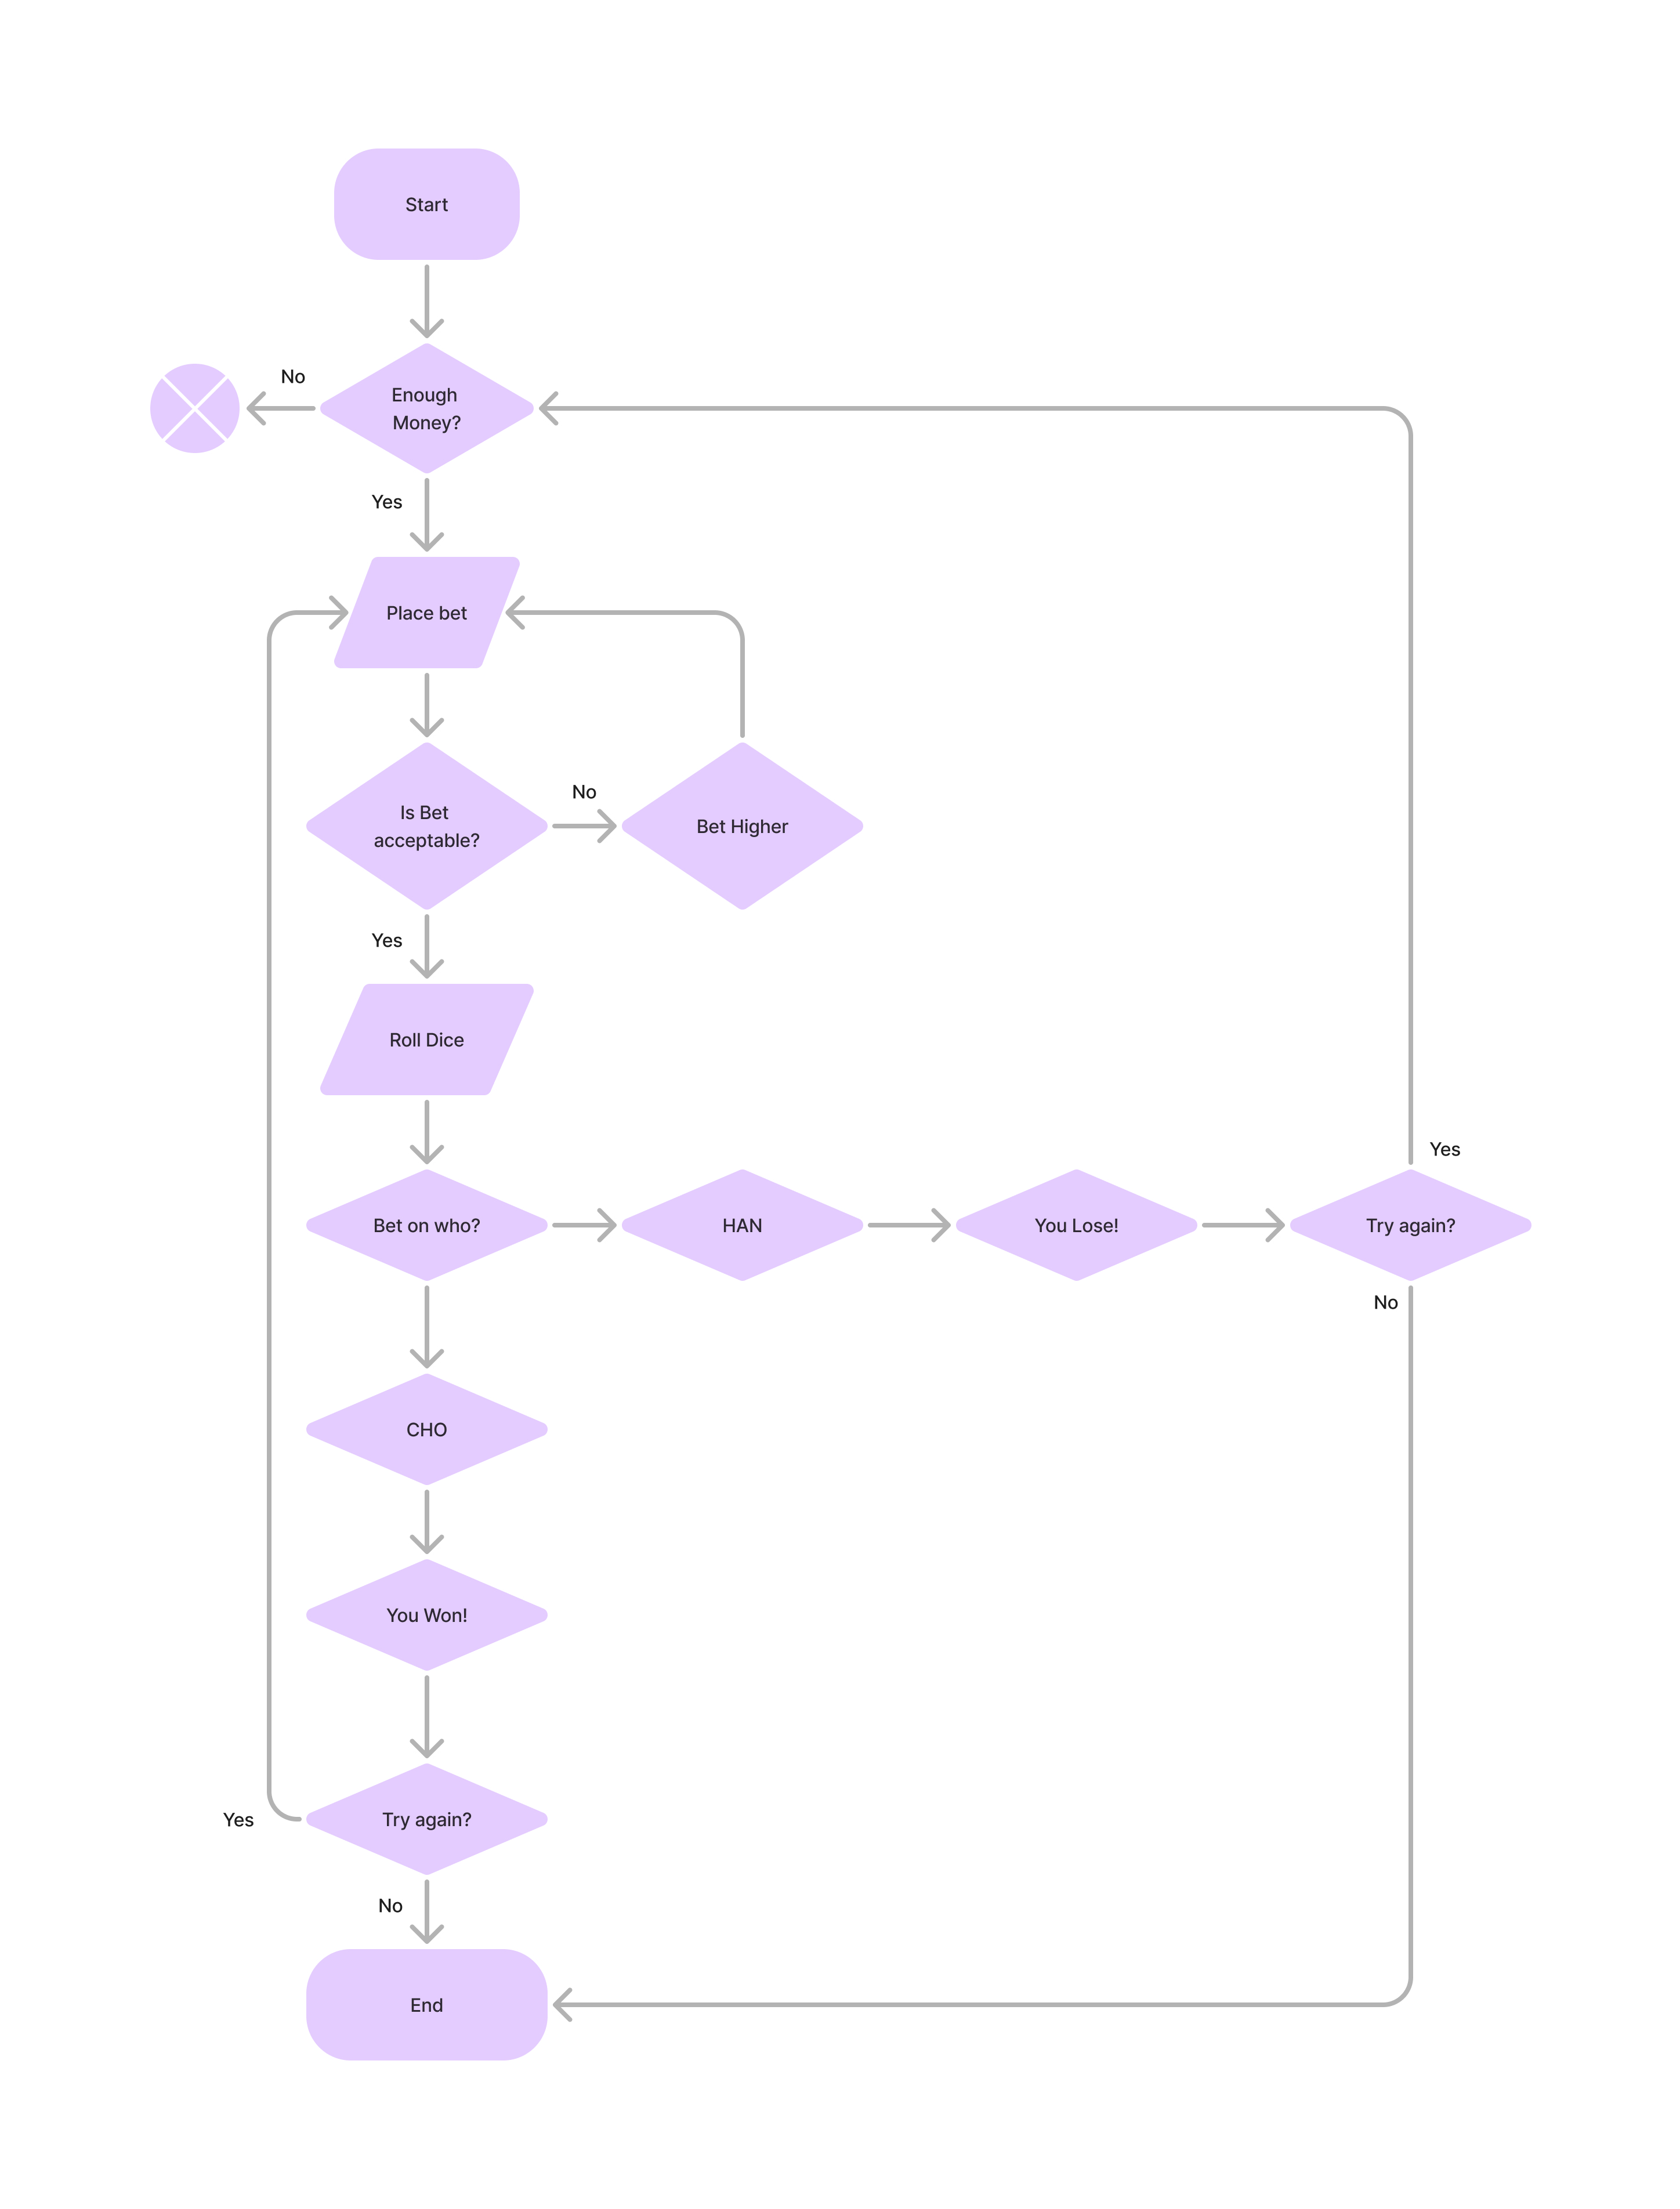 Start
No
Enough
Money?
Yes
Place bet
Is Bet
acceptable?
No
Bet Higher
Yes
Roll Dice
Bet on who?
HAN
You Lose!
Yes
Try again?
No
CHO
You Won!
Yes
Try again?
No
End